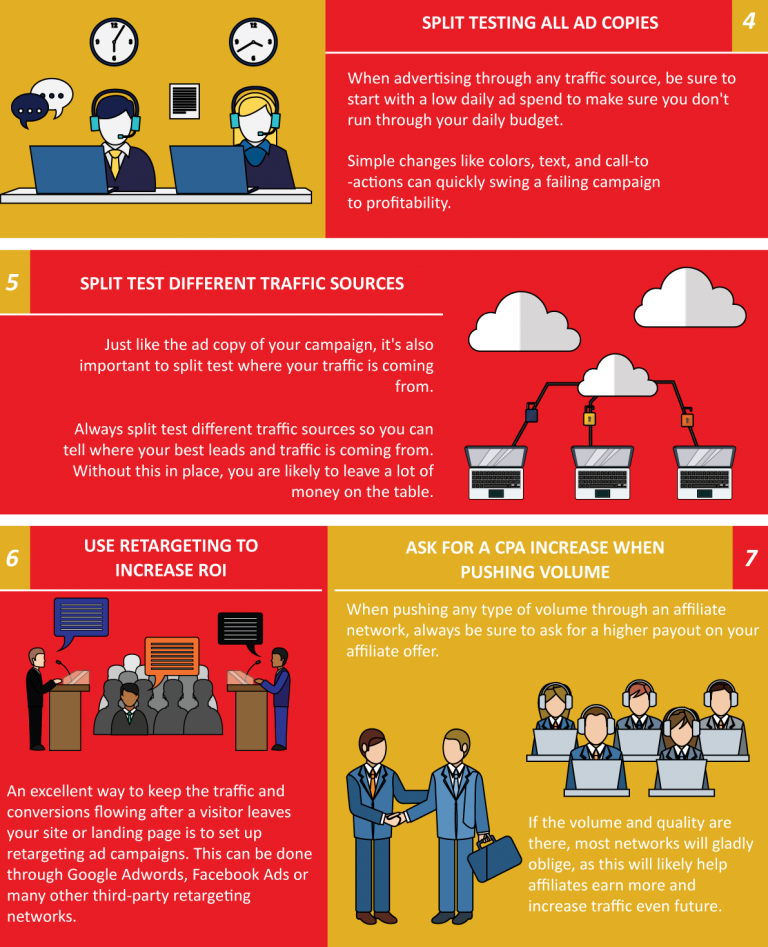 SPLIT TESTING ALL AD COPIES
4
When advertising through any traffic source, be sure to
start with a low daily ad spend to make sure you don't
run through your daily budget.
Simple changes like colors, text, and call-to
-actions can quickly swing a failing campaign
to profitability.
5
SPLIT TEST DIFFERENT TRAFFIC SOURCES
Just like the ad copy of your campaign, it's also
important to split test where your traffic is coming
from.
Always split test different traffic sources so you can
tell where your best leads and traffic is coming from.
Without this in place, you are likely to leave a lot of
money on the table.
6
USE RETARGETING TO
INCREASE ROI
An excellent way to keep the traffic and
conversions flowing after a visitor leaves
your site or landing page is to set up
retargeting ad campaigns. This can be done
through Google Adwords, Facebook Ads or
many other third-party retargeting
networks.
ASK FOR A CPA INCREASE WHEN
PUSHING VOLUME
7
When pushing any type of volume through an affiliate
network, always be sure to ask for a higher payout on your
affiliate offer.
If the volume and quality are
there, most networks will gladly
oblige, as this will likely help
affiliates earn more and
increase traffic even future.